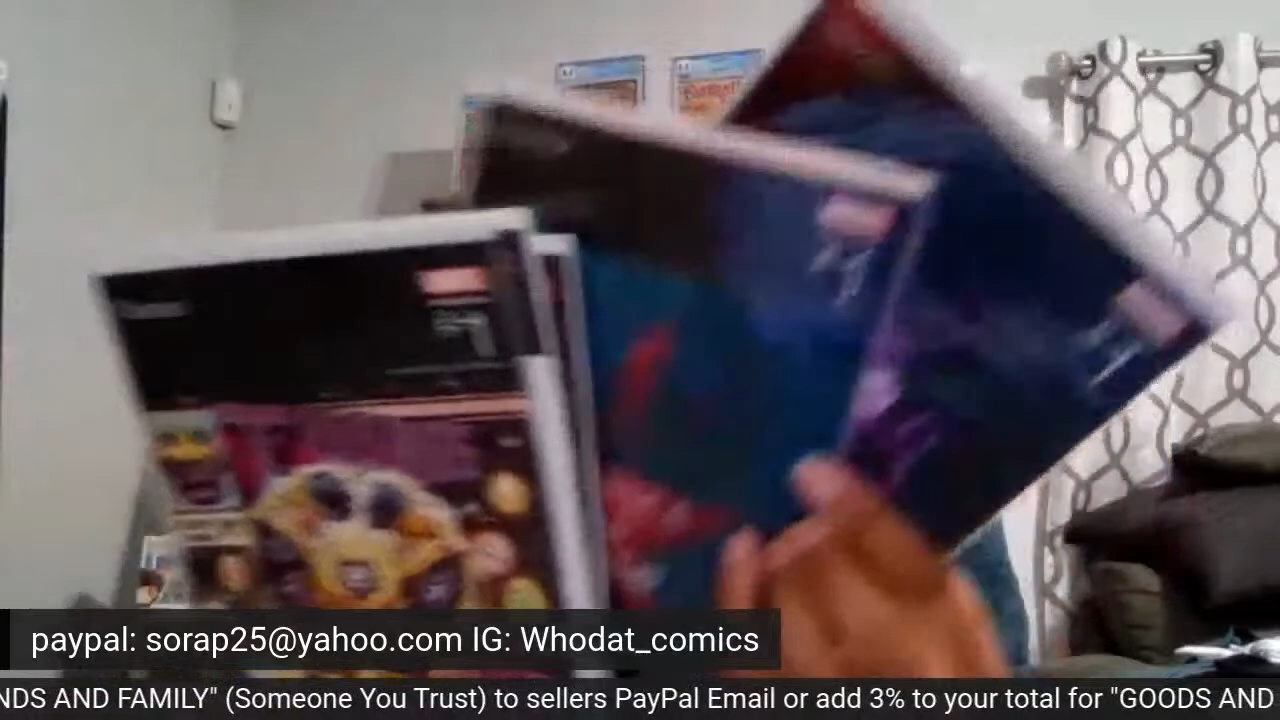 paypal: sorap25@yahoo.com IG: Whodat_comics
NDS AND FAMILY" (Someone You Trust) to sellers PayPal Email or add 3% to your total for "GOODS AND